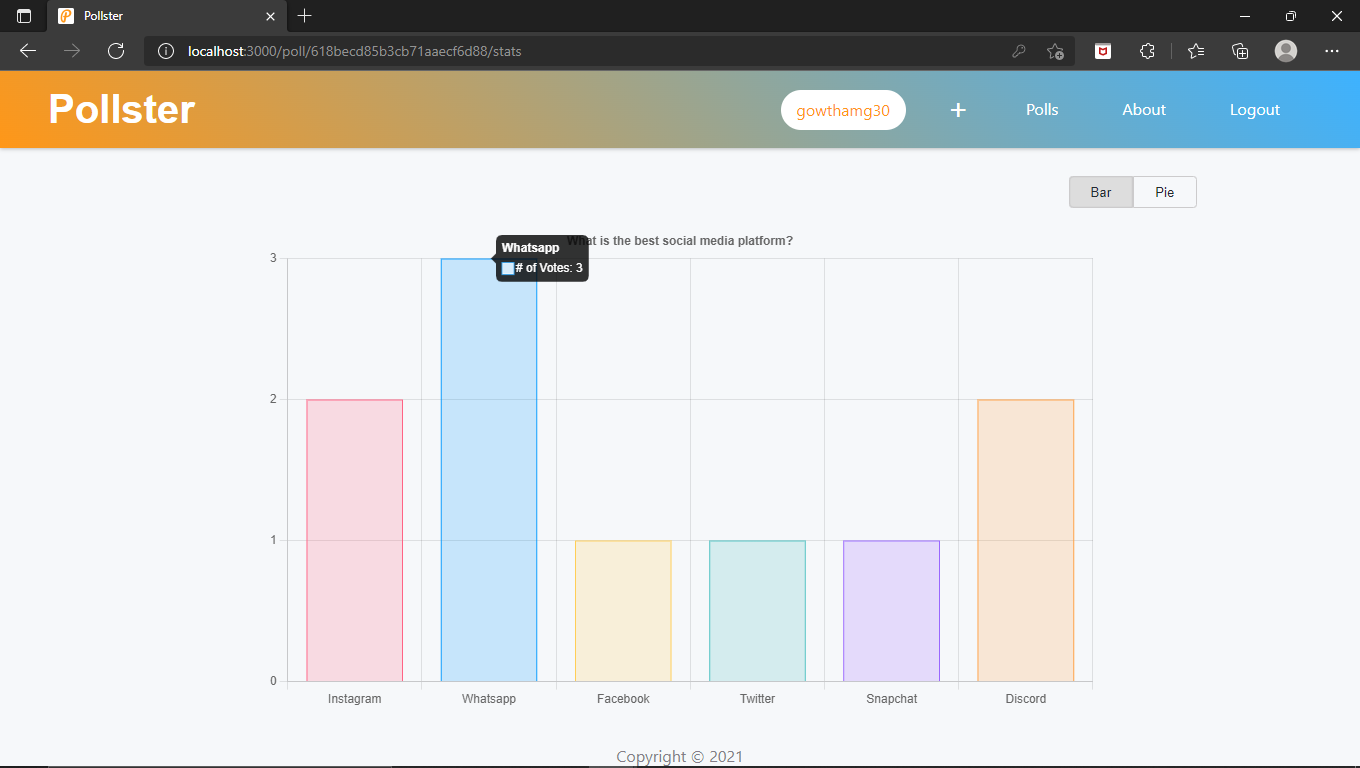 Pollster
localhost:3000/poll/618becd85b3cb71aaecf6d88/stats
Pollster
gowthamg30 + Polls About Logout
Bar Pie
What is the best social media platform?
Whatsapp
# of Votes: 3
3
2
1
0
Instagram Whatsapp Facebook Twitter Snapchat Discord
Copyright © 2021